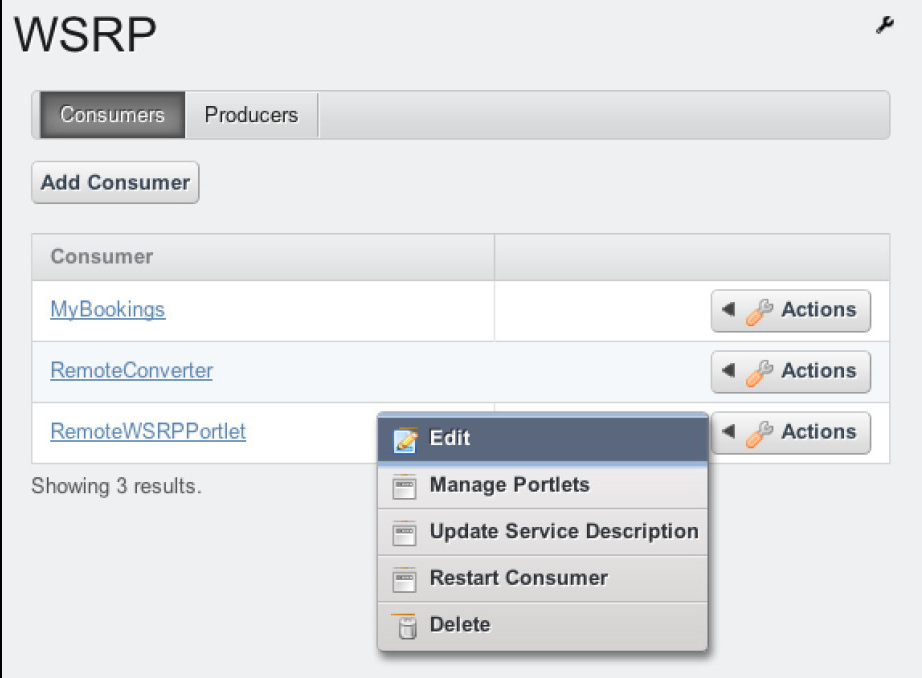 WSRP
Consumers Producers
Add Consumer
Consumer
MyBookings Actions
RemoteConverter Actions
RemoteWSRPPortlet Actions
Edit
Manage Portlets
Showing 3 results.
Update Service Description
Restart Consumer
Delete